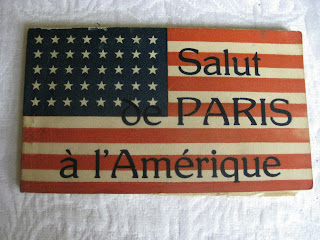 Salut
de PARIS
à l'Amérique